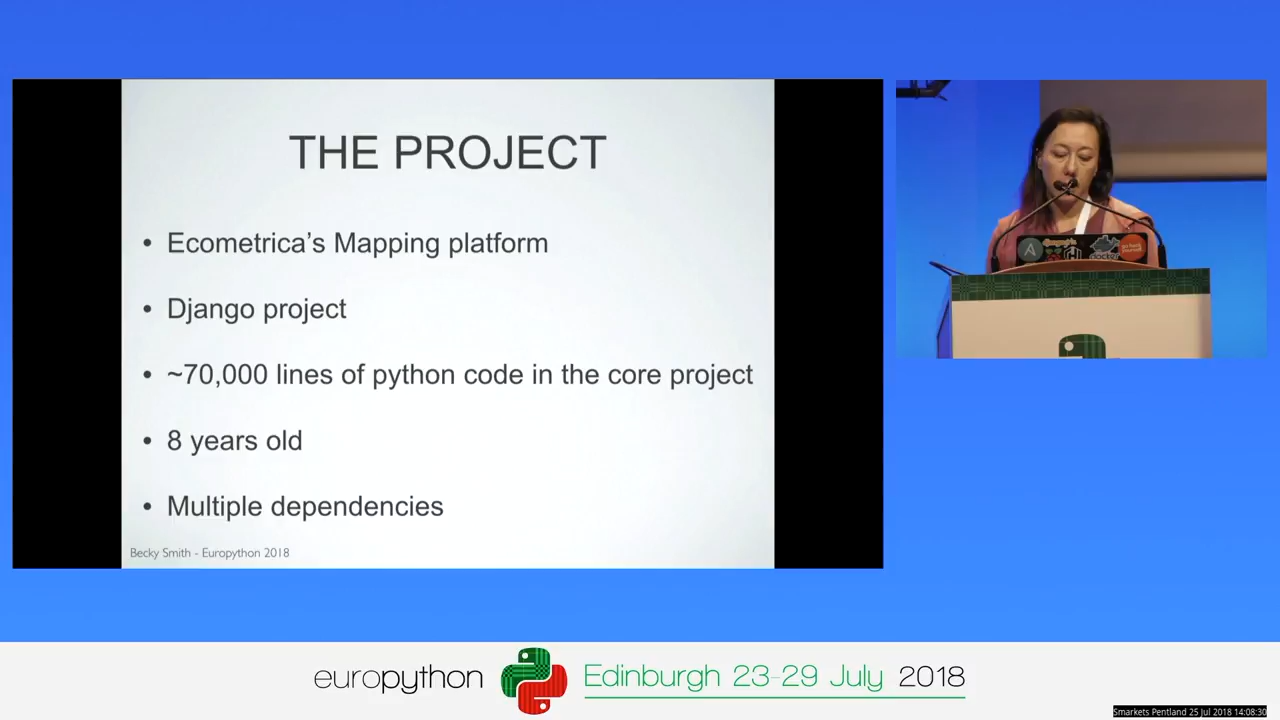 THE PROJECT
• Ecometrica's Mapping platform
• Django project
• ~70,000 lines of python code in the core project
• 8 years old
• Multiple dependencies
Becky Smith - Europython 2018
docker
europython
Edinburgh 23-29 July 2018
Smarkets Pentland 25 Jul 2018 14:08:30